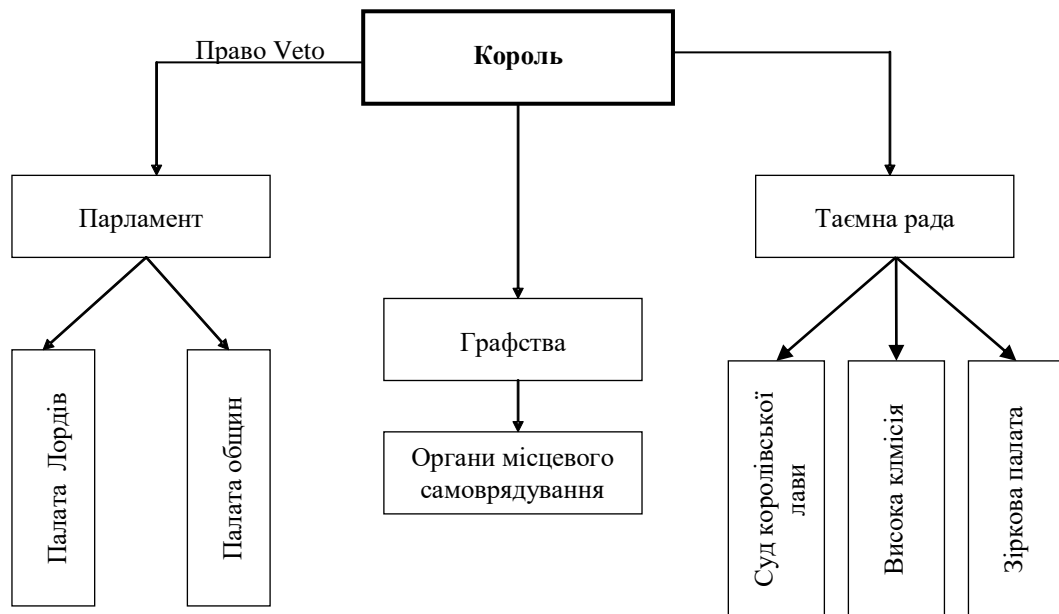 Право Veto
Король
Парламент
Таємна рада
Графства
Органи місцевого
самоврядування
Палата Лордів
Палата общин
Суд королівської
лави
Висока клмісія
Зіркова палата